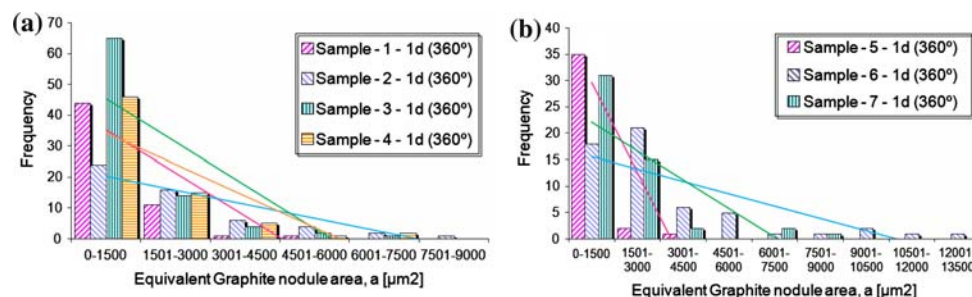 (a)
70
60
50
40
30
20
10
0
Frequency
Sample - 1 - 1d (360º)
Sample - 2 - 1d (360º)
Sample - 3 - 1d (360º)
Sample - 4 - 1d (360º)
0-1500 1501-3000 3001-4500 4501-6000 6001-7500 7501-9000
Equivalent Graphite nodule area, a [µm2]
(b)
40
35
30
25
20
15
10
5
0
Frequency
Sample - 5 - 1d (360º)
Sample - 6 - 1d (360º)
Sample - 7 - 1d (360º)
0-1500 1501- 3001- 4501- 6001- 7501- 9001- 10501- 12001-
3000 4500 6000 7500 9000 10500 12000 13500
Equivalent Graphite nodule area, a [µm2]